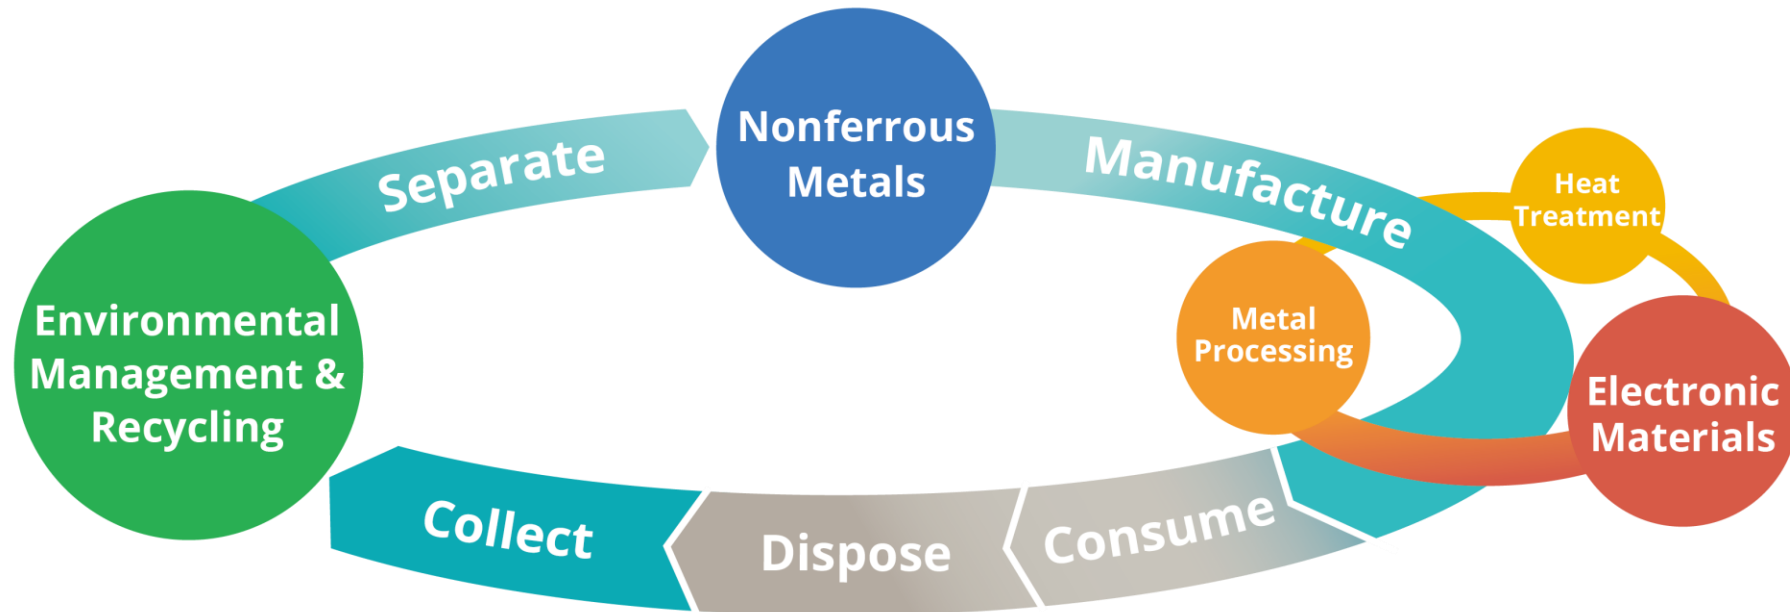 Separate
Nonferrous
Metals
Manufacture
Heat
Treatment
Metal
Processing
Electronic
Materials
Consume
Dispose
Collect
Environmental
Management &
Recycling